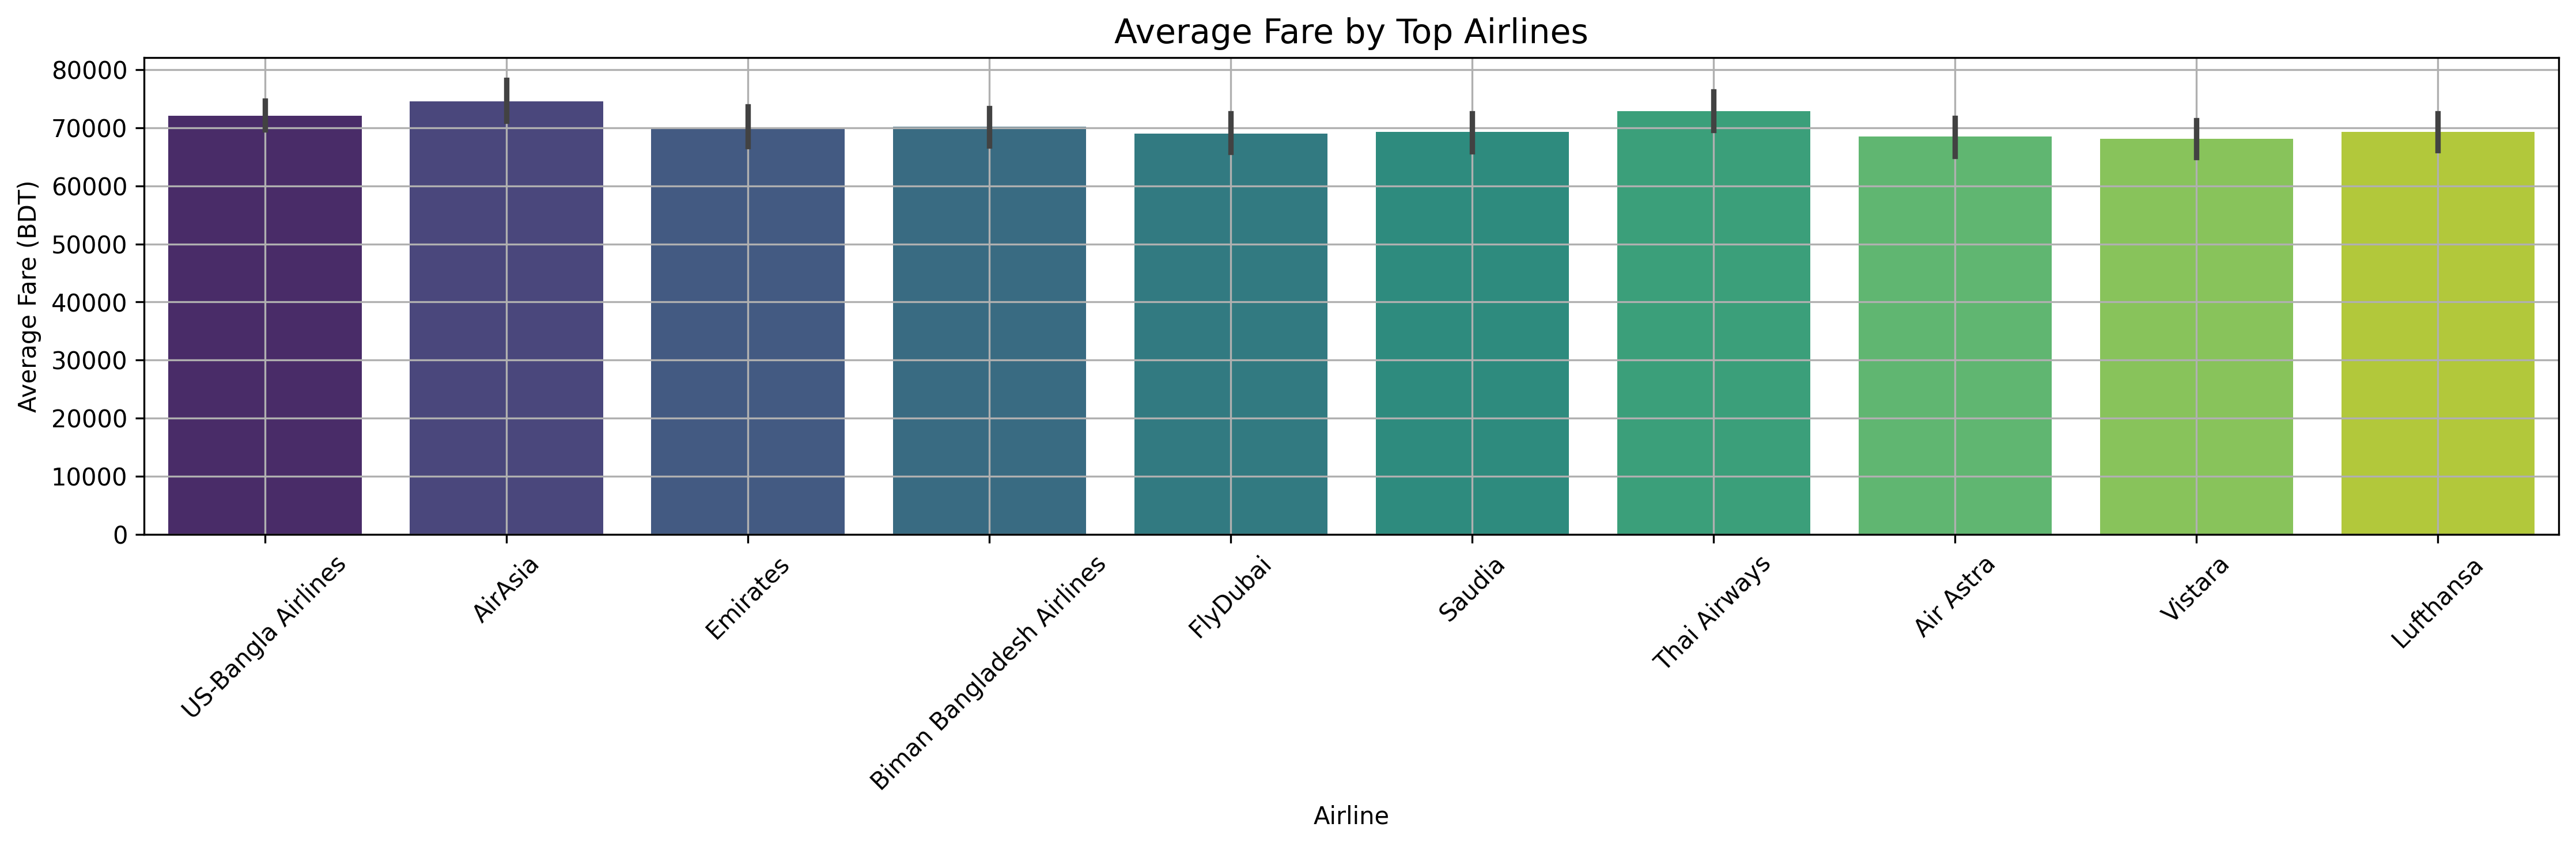 Average Fare by Top Airlines
Average Fare (BDT)
80000
70000
60000
50000
40000
30000
20000
10000
0
US-Bangla Airlines
AirAsia
Emirates
Biman Bangladesh Airlines
FlyDubai
Saudia
Thai Airways
Air Astra
Vistara
Lufthansa
Airline